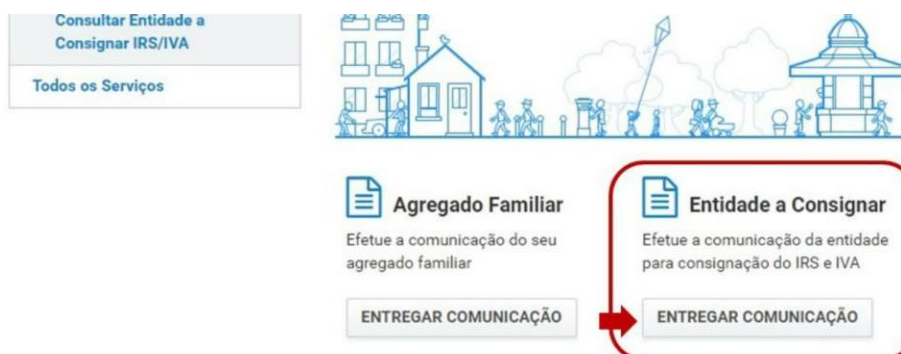 Consultar Entidade a
Consignar IRS/IVA
Todos os Serviços
Agregado Familiar
Efetue a comunicação do seu
agregado familiar
ENTREGAR COMUNICAÇÃO
Entidade a Consignar
Efetue a comunicação da entidade
para consignação do IRS e IVA
ENTREGAR COMUNICAÇÃO